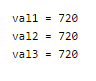 val1 = 720
val2 = 720
val3 = 720